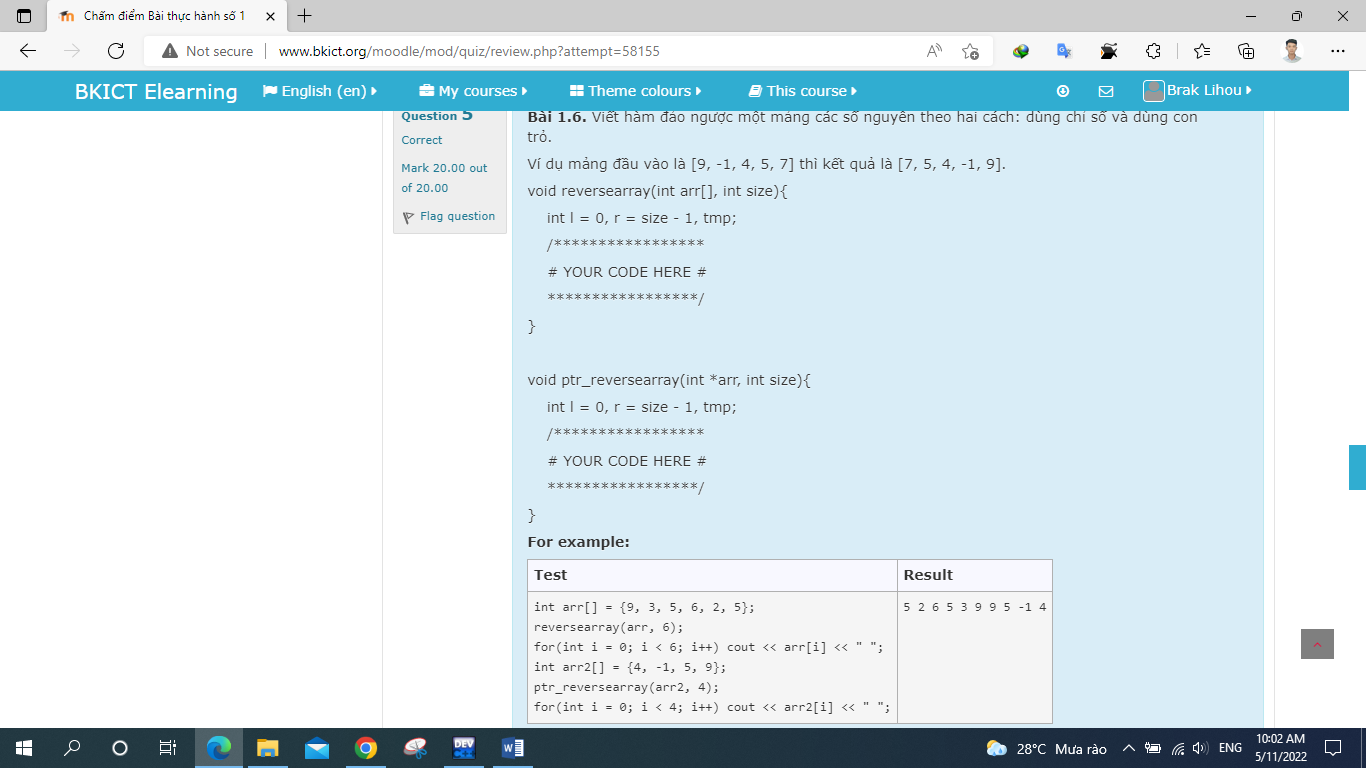 Chấm điểm Bài thực hành số 1
Not secure
www.bkict.org/moodle/mod/quiz/review.php?attempt=58155
BKICT Elearning
English (en)
My courses
Theme colours
This course
Brak Lihou
Question 5
Correct
Mark 20.00 out
of 20.00
Flag question
Bài 1.6. Viết hàm đảo ngược một mảng các số nguyên theo hai cách: dùng chỉ số và dùng con
trỏ.
Ví dụ mảng đầu vào là [9, -1, 4, 5, 7] thì kết quả là [7, 5, 4, -1, 9].
void reversearray(int arr[], int size){
int l = 0, r = size - 1, tmp;
/*****************
# YOUR CODE HERE #
*****************/
}
void ptr_reversearray(int *arr, int size){
int l = 0, r = size - 1, tmp;
/*****************
# YOUR CODE HERE #
*****************/
}
For example:
Test
Result
int arr[] = {9, 3, 5, 6, 2, 5};
reversearray(arr, 6);
for(int i = 0; i < 6; i++) cout << arr[i] << " ";
int arr2[] = {4, -1, 5, 9};
ptr_reversearray(arr2, 4);
for(int i = 0; i < 4; i++) cout << arr2[i] << " ";
5 2 6 5 3 9 9 5 -1 4
DEV
28°C Mưa rào
ENG
10:02 AM
5/11/2022